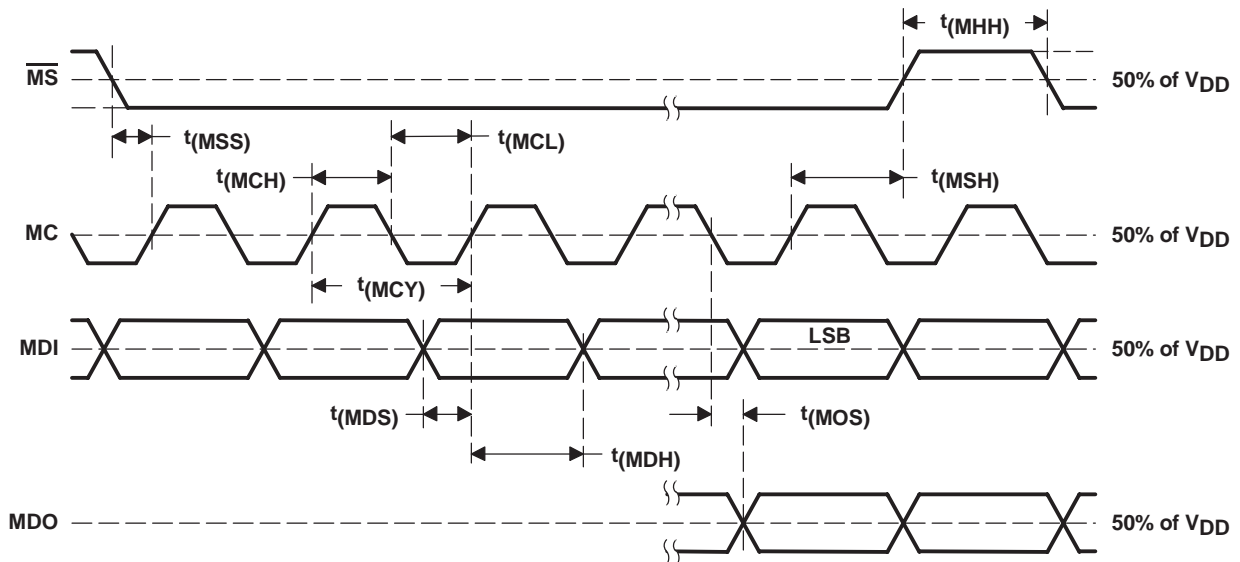 t(MHH)
MS
50% of VDD
t(MSS)
t(MCL)
t(MCH)
t(MSH)
MC
50% of VDD
t(MCY)
LSB
MDI
50% of VDD
t(MDS)
t(MOS)
t(MDH)
MDO
50% of VDD